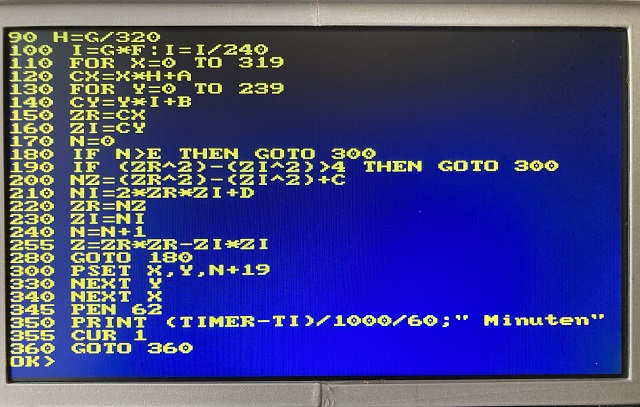 90 H=G/320
100 I=G*F:I=I/240
110 FOR X=0 TO 319
120 CX=X*H+A
130 FOR Y=0 TO 239
140 CY=Y*I+B
150 ZR=CX
160 ZI=CY
170 N=0
180 IF N>E THEN GOTO 300
190 IF (ZR^2)-(ZI^2)>4 THEN GOTO 300
200 NZ=(ZR^2)-(ZI^2)+C
210 NI=2*ZR*ZI+D
220 ZR=NZ
230 ZI=NI
240 N=N+1
255 Z=ZR*ZR-ZI*ZI
280 GOTO 180
300 PSET X,Y,N+19
330 NEXT Y
340 NEXT X
345 PEN 62
350 PRINT (TIMER-TI)/1000/60;" Minuten"
355 CUR 1
360 GOTO 360
OK>